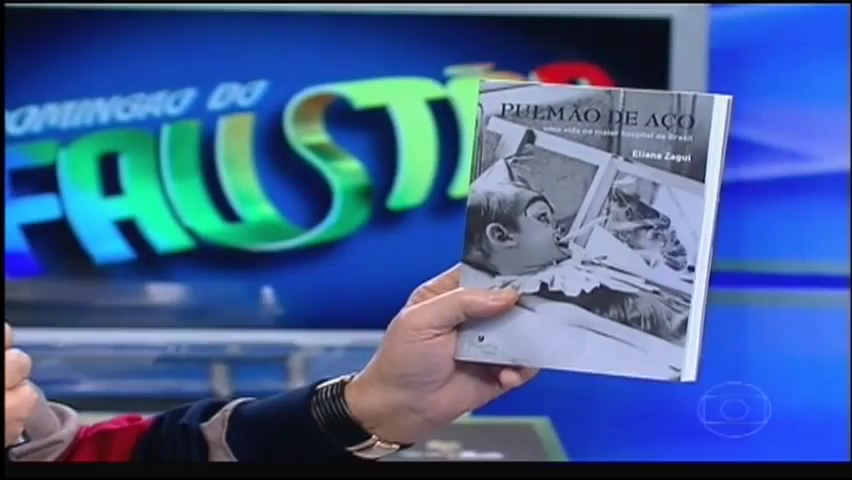 DOMINGÃO DO
FAUSTÃO
PULMÃO DE AÇO
uma vida no maior hospital do Brasil
Eliana Zagui